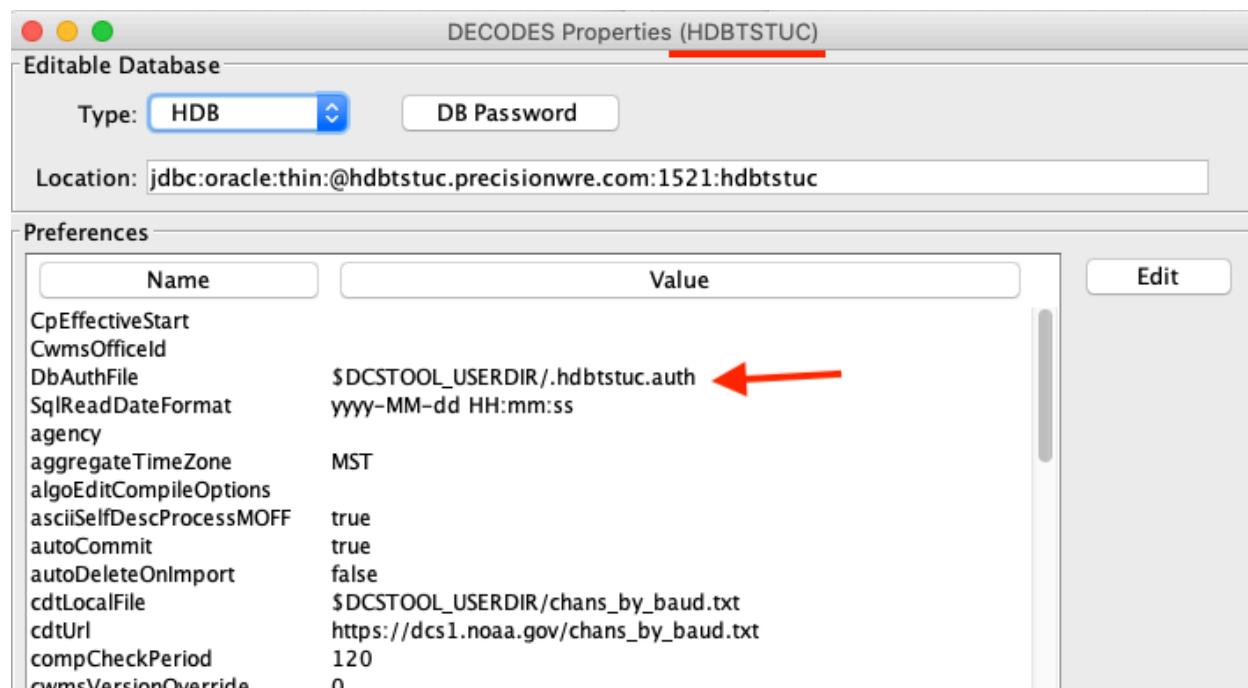 DECODES Properties (HDBTSTUC)
Editable Database
Type: HDB DB Password
Location: jdbc:oracle:thin:@hdbtstuc.precisionwre.com:1521:hdbtstuc
Preferences
Name Value Edit
CpEffectiveStart
CwmsOfficeId
DbAuthFile $DCSTOOL_USERDIR/.hdbtstuc.auth
SqlReadDateFormat yyyy-MM-dd HH:mm:ss
agency
aggregateTimeZone MST
algoEditCompileOptions
asciiSelfDescProcessMOFF true
autoCommit true
autoDeleteOnImport false
cdtLocalFile $DCSTOOL_USERDIR/chans_by_baud.txt
cdtUrl https://dcs1.noaa.gov/chans_by_baud.txt
compCheckPeriod 120
cwmsVersionOverride 0